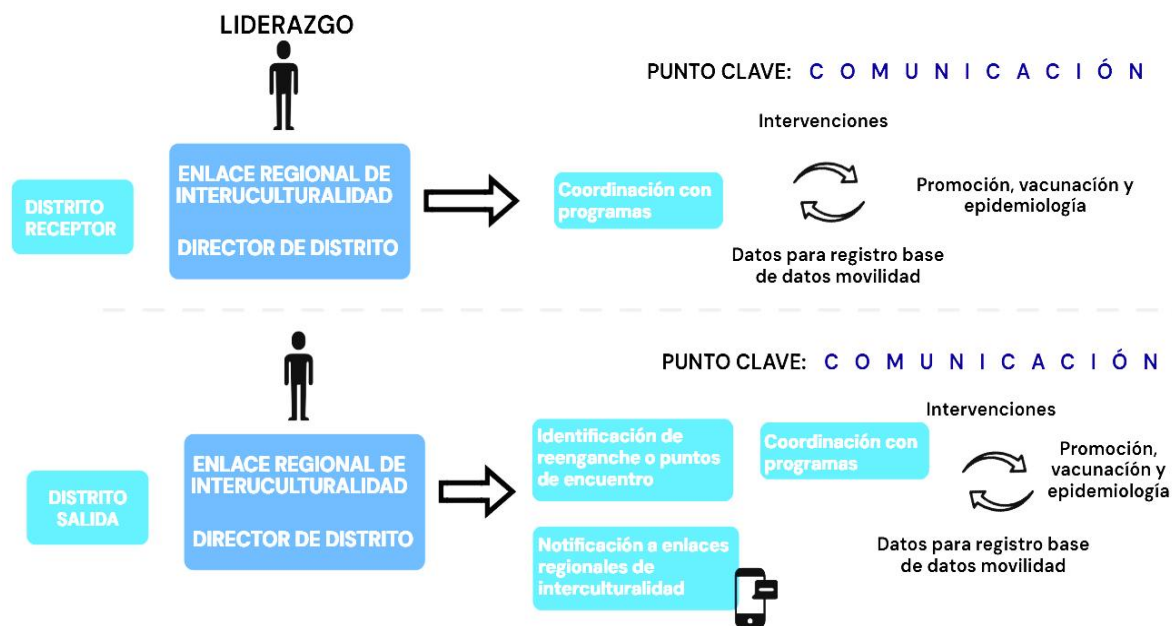 LIDERAZGO
PUNTO CLAVE: C O M U N I C A C I Ó N
DISTRITO
RECEPTOR
ENLACE REGIONAL DE
INTERUCULTURALIDAD
DIRECTOR DE DISTRITO
Coordinación con
programas
Intervenciones
Promoción, vacunación y
epidemiología
Datos para registro base
de datos movilidad
PUNTO CLAVE: C O M U N I C A C I Ó N
DISTRITO
SALIDA
ENLACE REGIONAL DE
INTERUCULTURALIDAD
DIRECTOR DE DISTRITO
Identificación de
reenganche o puntos
de encuentro
Notificación a enlaces
regionales de
interculturalidad
Coordinación con
programas
Intervenciones
Promoción,
vacunación y
epidemiología
Datos para registro base
de datos movilidad